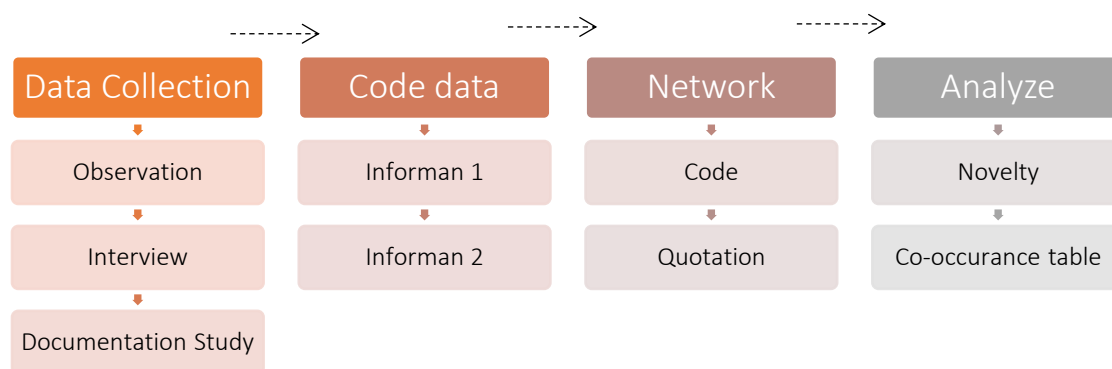 Data Collection
Observation
Interview
Documentation Study
Code data
Informan 1
Informan 2
Network
Code
Quotation
Analyze
Novelty
Co-occurance table